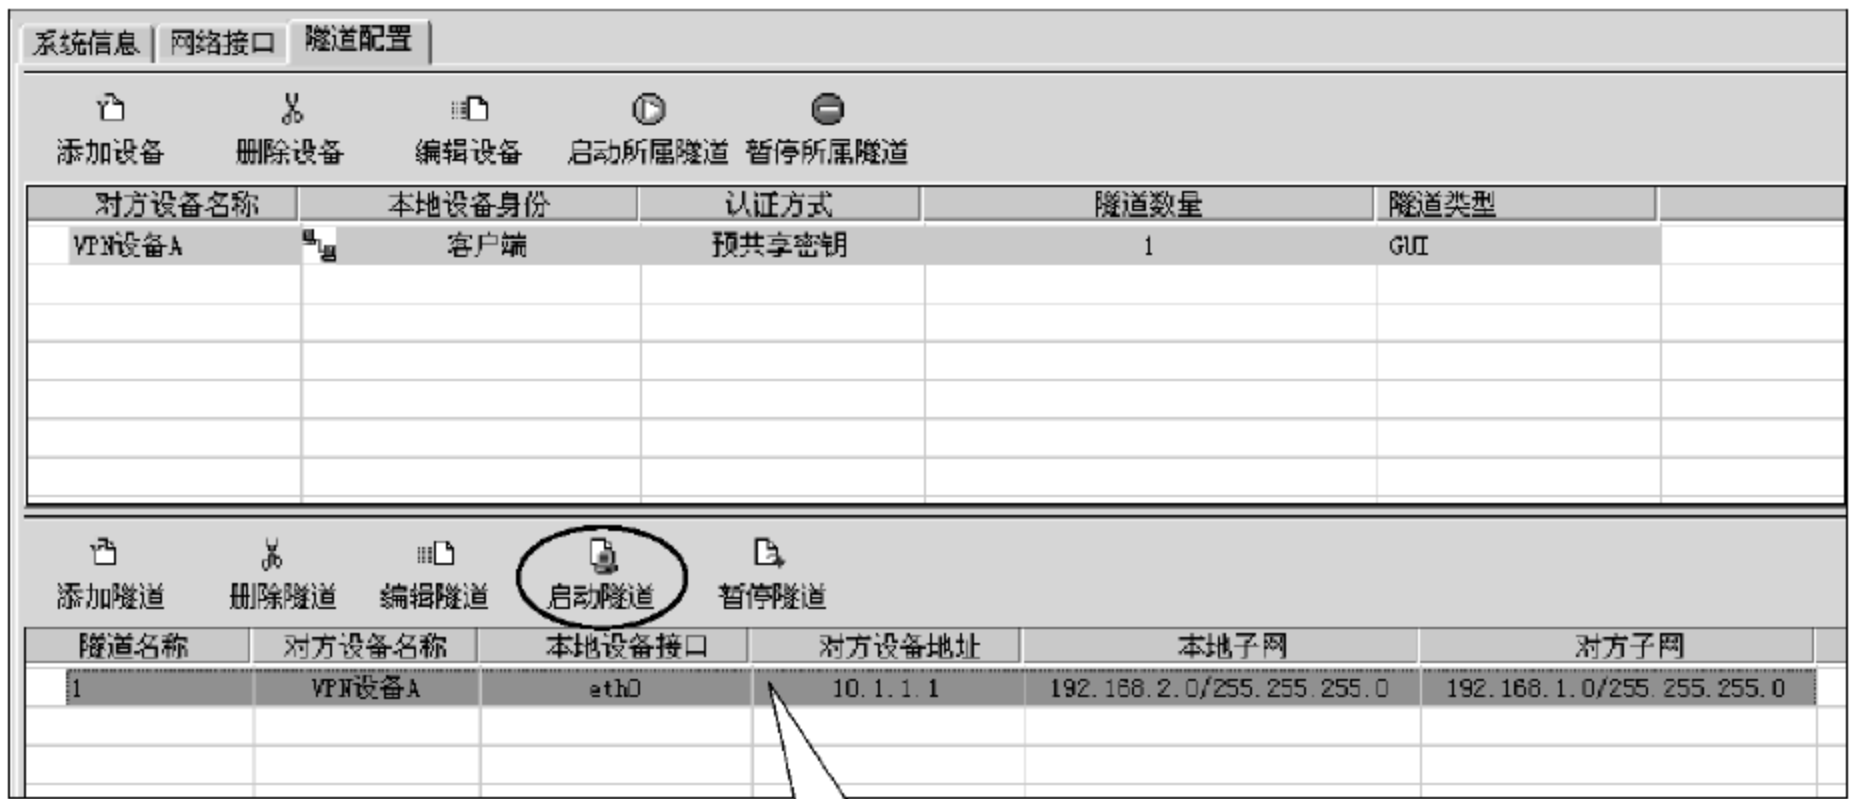 系统信息 网络接口 隧道配置
添加设备 删除设备 编辑设备 启动所属隧道 暂停所属隧道
对方设备名称 本地设备身份 认证方式 隧道数量 隧道类型
VPN设备A 客户端 预共享密钥 1 GUI
添加隧道 删除隧道 编辑隧道 启动隧道 暂停隧道
隧道名称 对方设备名称 本地设备接口 对方设备地址 本地子网 对方子网
1 VPN设备A eth0 10.1.1.1 192.168.2.0/255.255.255.0 192.168.1.0/255.255.255.0